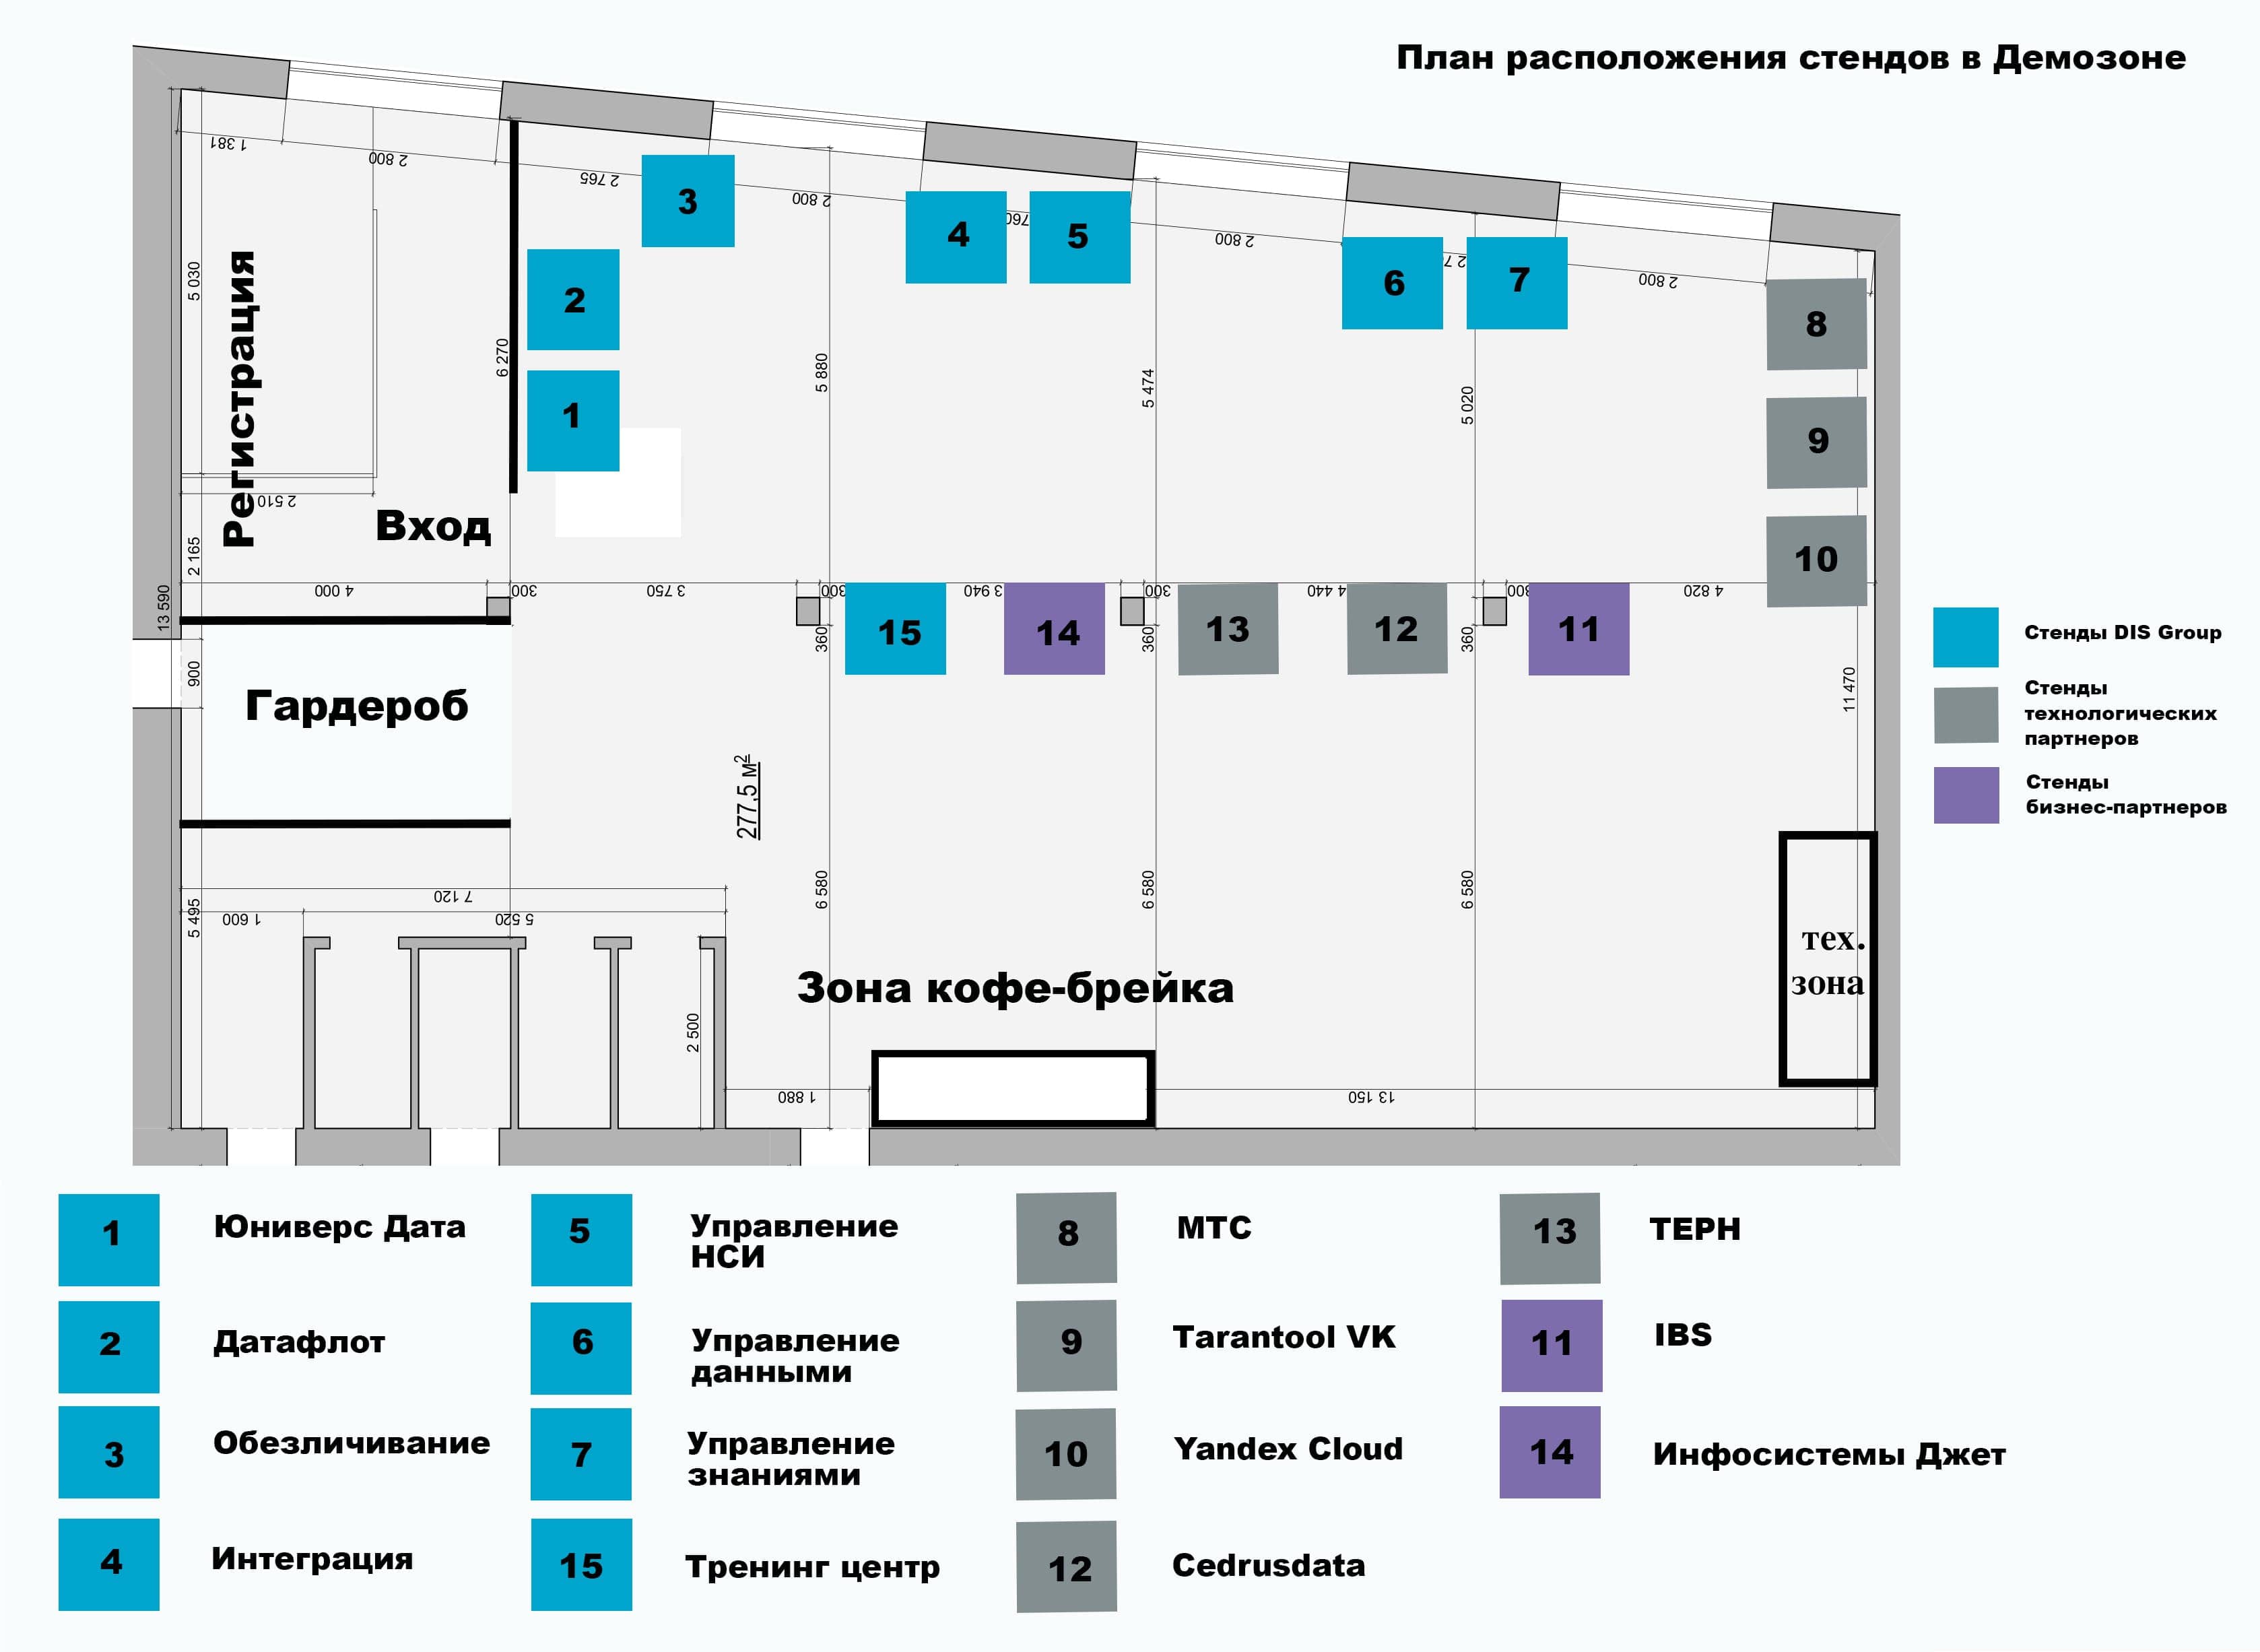 План расположения стендов в Демозоне
1 381
2 800
2 765
2 800
2 800
2 800
3
4
5
6
7
2
1
8
9
10
5 030
6 270
5 880
5 474
5 020
Регистрация
2 510
Вход
2 165
13 590
4 000
300
3 750
3 940
300
4 440
4 820
15
14
13
12
11
360
360
360
900
Гардероб
11 470
277,5 м2
Стенды DIS Group
Стенды
технологических
партнеров
Стенды
бизнес-партнеров
7 120
1 600
5 520
5 495
6 580
6 580
6 580
тех.
зона
Зона кофе-брейка
2 500
1 880
13 150
1 Юниверс Дата
2 Датафлот
3 Обезличивание
4 Интеграция
5 Управление
НСИ
6 Управление
данными
7 Управление
знаниями
15 Тренинг центр
8 МТС
9 Tarantool VK
10 Yandex Cloud
12 Cedrusdata
13 ТЕРН
11 IBS
14 Инфосистемы Джет